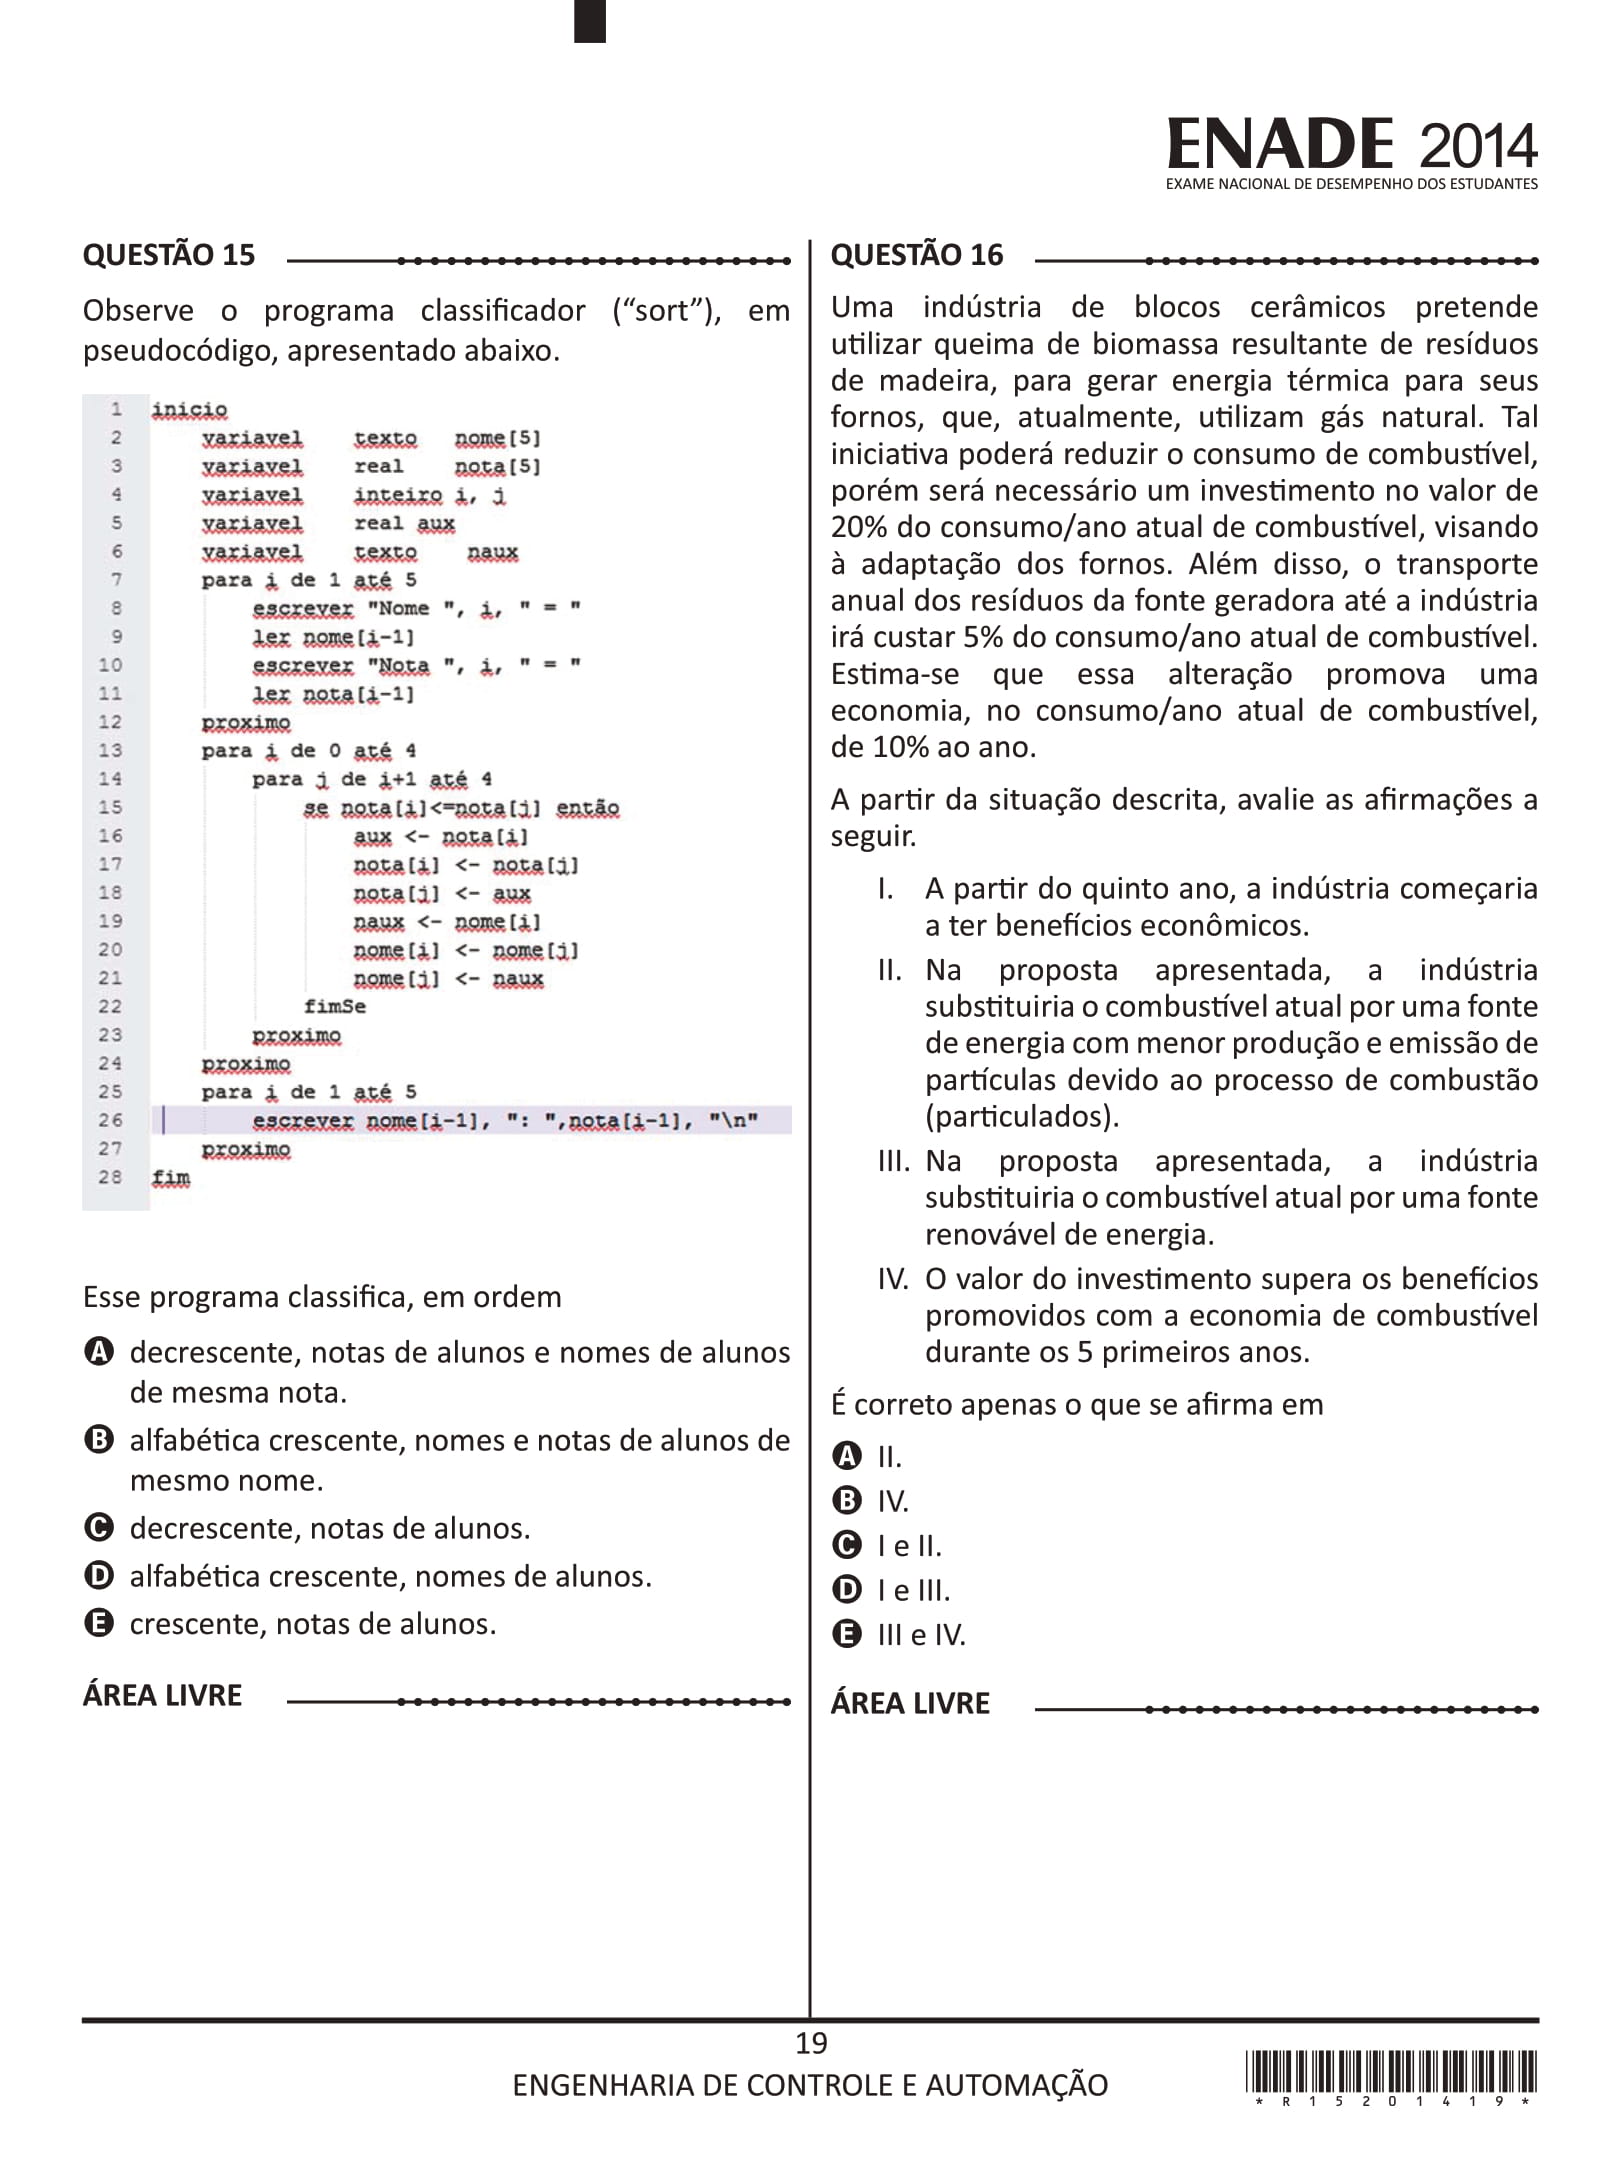 ENADE 2014
EXAME NACIONAL DE DESEMPENHO DOS ESTUDANTES
QUESTÃO 15
Observe o programa classificador (“sort”), em
pseudocódigo, apresentado abaixo.
1 inicio
2 variavel texto nome[5]
3 variavel real nota[5]
4 variavel inteiro i, j
5 variavel real aux
6 variavel texto naux
7 para i de 1 até 5
8 escrever "Nome ", i, " = "
9 ler nome[i-1]
10 escrever "Nota ", i, " = "
11 ler nota[i-1]
12 proximo
13 para i de 0 até 4
14 para j de i+1 até 4
15 se nota[i]<=nota[j] então
16 aux <- nota[i]
17 nota[i] <- nota[j]
18 nota[j] <- aux
19 naux <- nome[i]
20 nome[i] <- nome[j]
21 nome[j] <- naux
22 fimSe
23 proximo
24 proximo
25 para i de 1 até 5
26 escrever nome[i-1], ": ",nota[i-1], "\n"
27 proximo
28 fim
Esse programa classifica, em ordem
A decrescente, notas de alunos e nomes de alunos
de mesma nota.
B alfabética crescente, nomes e notas de alunos de
mesmo nome.
C decrescente, notas de alunos.
D alfabética crescente, nomes de alunos.
E crescente, notas de alunos.
ÁREA LIVRE
QUESTÃO 16
Uma indústria de blocos cerâmicos pretende
utilizar queima de biomassa resultante de resíduos
de madeira, para gerar energia térmica para seus
fornos, que, atualmente, utilizam gás natural. Tal
iniciativa poderá reduzir o consumo de combustível,
porém será necessário um investimento no valor de
20% do consumo/ano atual de combustível, visando
à adaptação dos fornos. Além disso, o transporte
anual dos resíduos da fonte geradora até a indústria
irá custar 5% do consumo/ano atual de combustível.
Estima-se que essa alteração promova uma
economia, no consumo/ano atual de combustível,
de 10% ao ano.
A partir da situação descrita, avalie as afirmações a
seguir.
I. A partir do quinto ano, a indústria começaria
a ter benefícios econômicos.
II. Na proposta apresentada, a indústria
substituiria o combustível atual por uma fonte
de energia com menor produção e emissão de
partículas devido ao processo de combustão
(particulados).
III. Na proposta apresentada, a indústria
substituiria o combustível atual por uma fonte
renovável de energia.
IV. O valor do investimento supera os benefícios
promovidos com a economia de combustível
durante os 5 primeiros anos.
É correto apenas o que se afirma em
A II.
B IV.
C I e II.
D I e III.
E III e IV.
ÁREA LIVRE
19
ENGENHARIA DE CONTROLE E AUTOMAÇÃO
* R 1 5 2 0 1 4 1 9 *